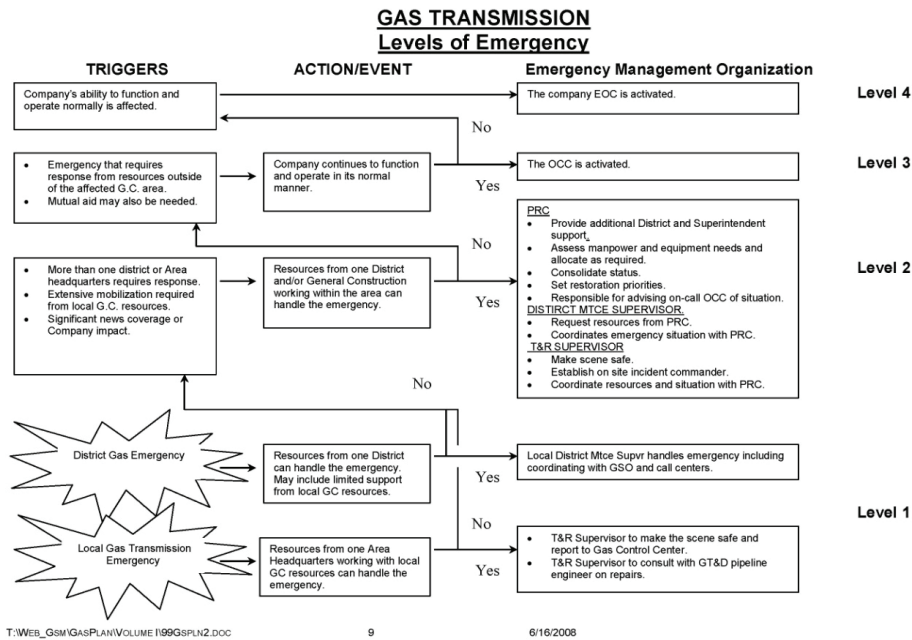 GAS TRANSMISSION
Levels of Emergency
TRIGGERS
ACTION/EVENT
Emergency Management Organization
Company's ability to function and
operate normally is affected.
The company EOC is activated.
Level 4
No
• Emergency that requires
response from resources outside
of the affected G.C. area.
• Mutual aid may also be needed.
Company continues to function
and operate in its normal
manner.
Yes
The OCC is activated.
Level 3
No
• More than one district or Area
headquarters requires response.
• Extensive mobilization required
from local G.C. resources.
• Significant news coverage or
Company impact.
Resources from one District
and/or General Construction
working within the area can
handle the emergency.
Yes
PRC
• Provide additional District and Superintendent
support.
• Assess manpower and equipment needs and
allocate as required.
• Consolidate status.
• Set restoration priorities.
• Responsible for advising on-call OCC of situation.
DISTIRCT MTCE SUPERVISOR.
• Request resources from PRC.
• Coordinates emergency situation with PRC.
T&R SUPERVISOR
• Make scene safe.
• Establish on site incident commander.
• Coordinate resources and situation with PRC.
Level 2
No
District Gas Emergency
Resources from one District
can handle the emergency.
May include limited support
from local GC resources.
Yes
Local District Mtce Supvr handles emergency including
coordinating with GSO and call centers.
Level 1
No
Local Gas Transmission
Emergency
Resources from one Area
Headquarters working with local
GC resources can handle the
emergency.
Yes
• T&R Supervisor to make the scene safe and
report to Gas Control Center.
• T&R Supervisor to consult with GT&D pipeline
engineer on repairs.
T:\WEB_GSM\GASPLAN\VOLUME I\99GSPLN2.DOC
9
6/16/2008